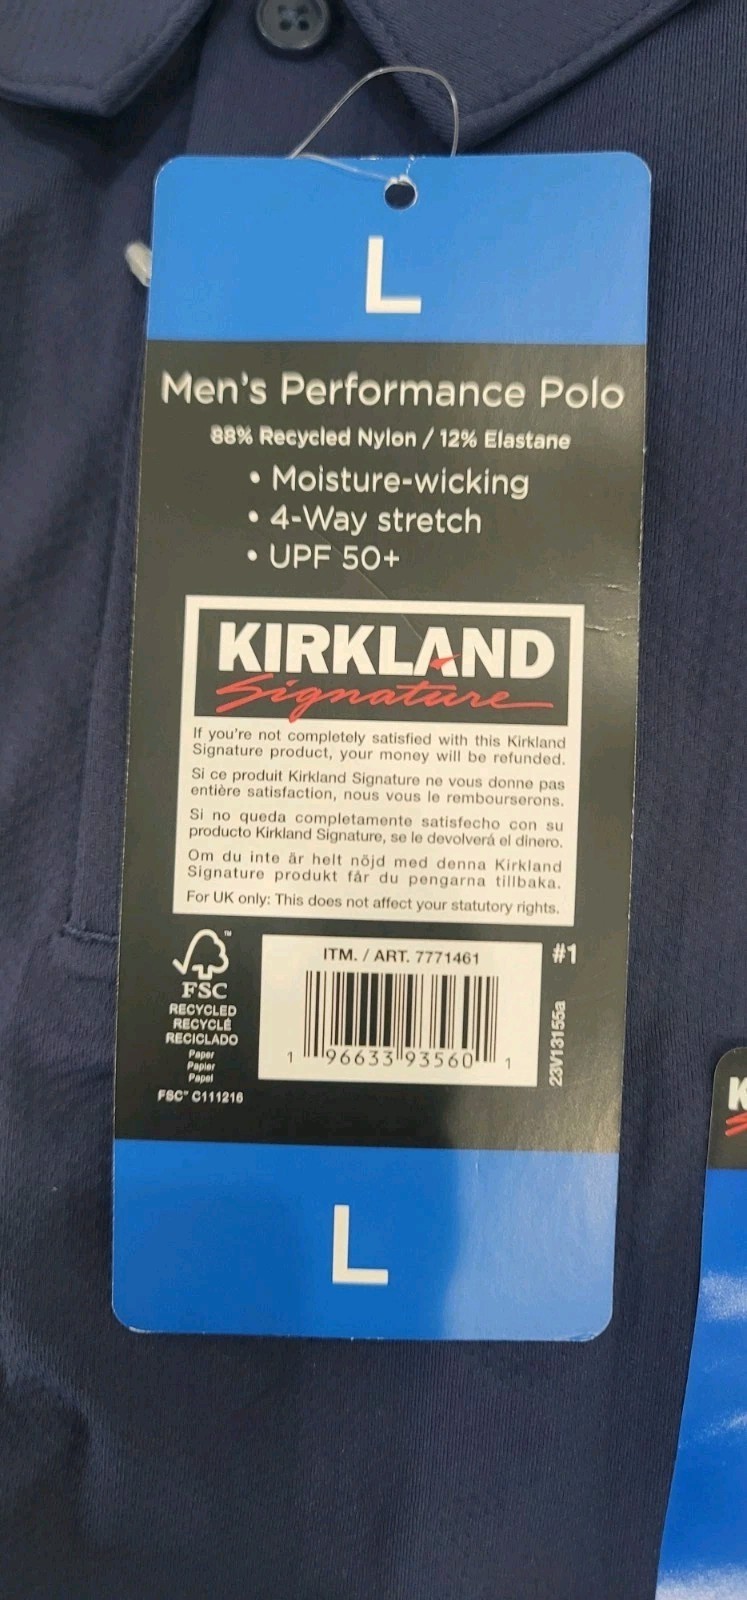 L
Men's Performance Polo
88% Recycled Nylon / 12% Elastane
• Moisture-wicking
• 4-Way stretch
• UPF 50+
KIRKLAND
Signature
If you're not completely satisfied with this Kirkland
Signature product, your money will be refunded.
Si ce produit Kirkland Signature ne vous donne pas
entière satisfaction, nous vous le rembourserons.
Si no queda completamente satisfecho con su
producto Kirkland Signature, se le devolverá el dinero.
Om du inte är helt nöjd med denna Kirkland
Signature produkt får du pengarna tillbaka.
For UK only: This does not affect your statutory rights.
FSC
RECYCLED
RECYCLÉ
RECICLADO
Paper
Papier
Papel
FSC™ C111216
ITM. / ART. 7771461
1 96633 93560 1
#1
23V13155a
L
K